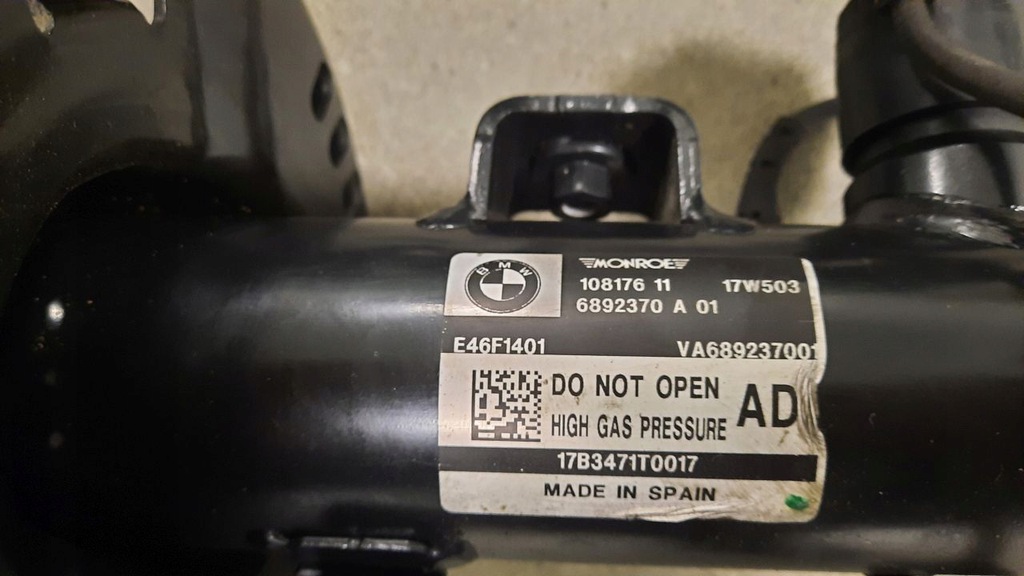 BMW
MONROE
108176 11 17W503
6892370 A 01
E46F1401 VA689237001
DO NOT OPEN
HIGH GAS PRESSURE
AD
17B3471T0017
MADE IN SPAIN